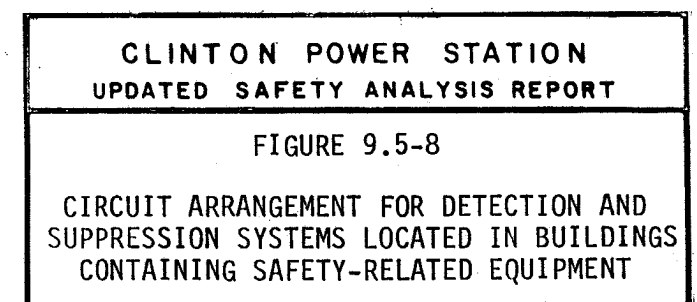 CLINTON POWER STATION
UPDATED SAFETY ANALYSIS REPORT
FIGURE 9.5-8
CIRCUIT ARRANGEMENT FOR DETECTION AND
SUPPRESSION SYSTEMS LOCATED IN BUILDINGS
CONTAINING SAFETY-RELATED EQUIPMENT